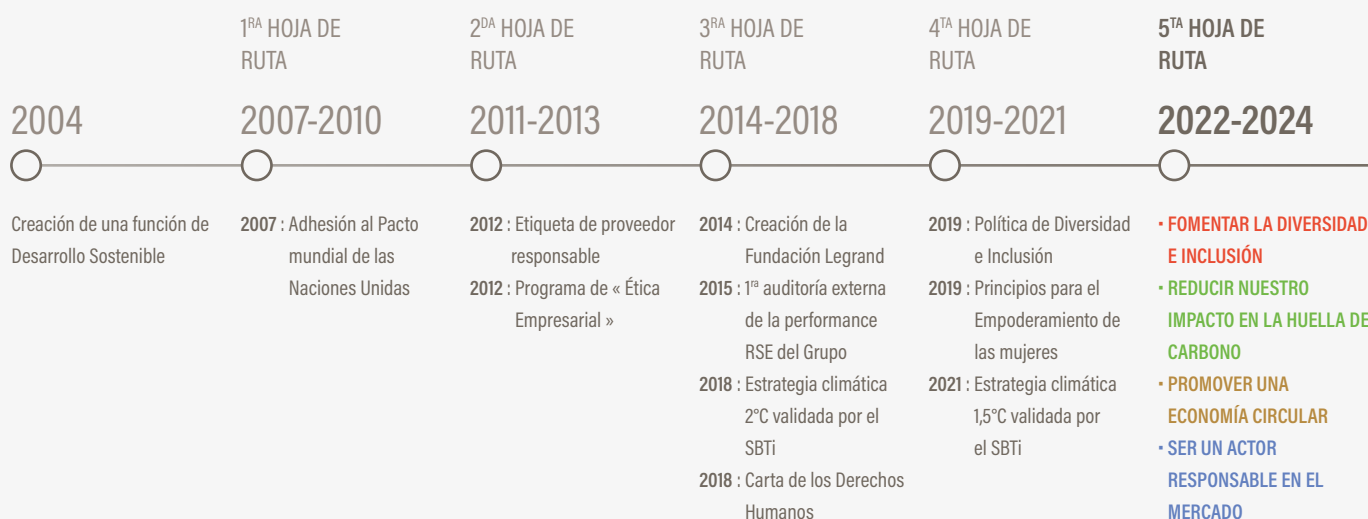 2004
Creación de una función de
Desarrollo Sostenible
1RA HOJA DE
RUTA
2007-2010
2007 : Adhesión al Pacto
mundial de las
Naciones Unidas
2DA HOJA DE
RUTA
2011-2013
2012 : Etiqueta de proveedor
responsable
2012 : Programa de « Ética
Empresarial »
3RA HOJA DE
RUTA
2014-2018
2014 : Creación de la
Fundación Legrand
2015 : 1ra auditoría externa
de la performance
RSE del Grupo
2018 : Estrategia climática
2°C validada por el
SBTi
2018 : Carta de los Derechos
Humanos
4TA HOJA DE
RUTA
2019-2021
2019 : Política de Diversidad
e Inclusión
2019 : Principios para el
Empoderamiento de
las mujeres
2021 : Estrategia climática
1,5°C validada por
el SBTi
5TA HOJA DE
RUTA
2022-2024
· FOMENTAR LA DIVERSIDAD
E INCLUSIÓN
· REDUCIR NUESTRO
IMPACTO EN LA HUELLA DE
CARBONO
· PROMOVER UNA
ECONOMÍA CIRCULAR
· SER UN ACTOR
RESPONSABLE EN EL
MERCADO